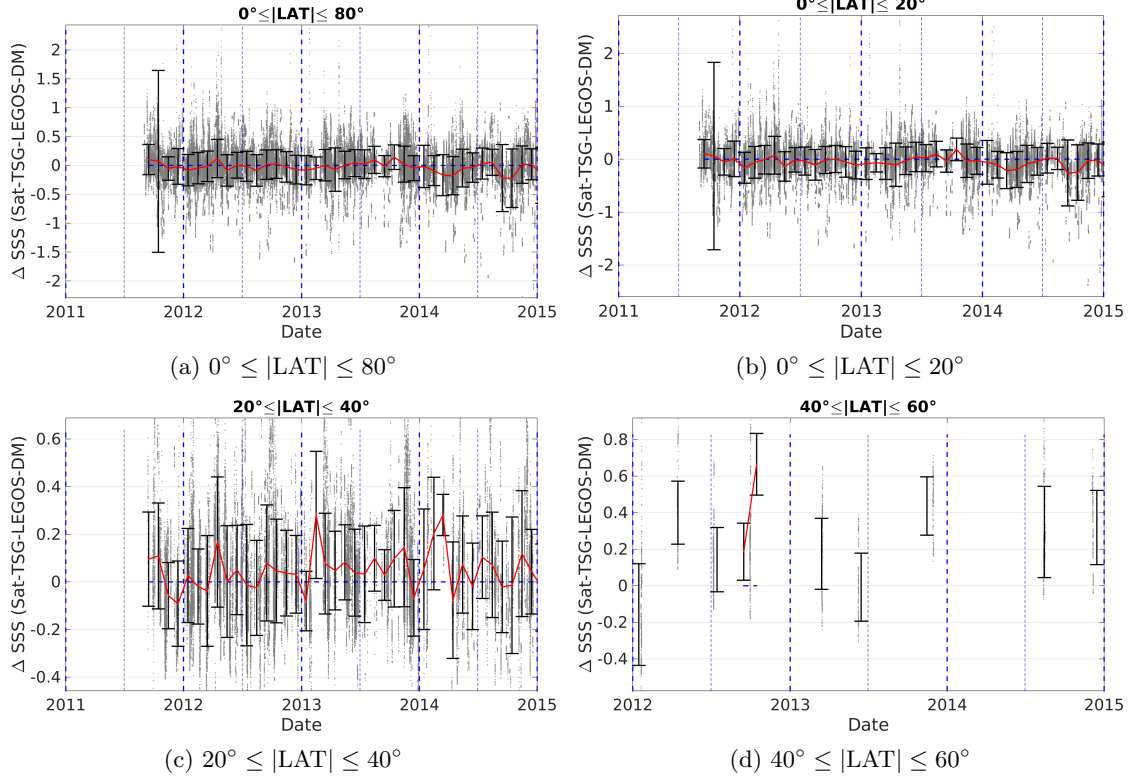 0°≤|LAT|≤ 80°
Δ SSS (Sat-TSG-LEGOS-DM)
2
1.5
1
0.5
0
-0.5
-1
-1.5
-2
2011 2012 2013 2014 2015
Date
(a) 0° ≤ |LAT| ≤ 80°
0°≤|LAT|≤ 20°
Δ SSS (Sat-TSG-LEGOS-DM)
2
1
0
-1
-2
2011 2012 2013 2014 2015
Date
(b) 0° ≤ |LAT| ≤ 20°
20°≤|LAT|≤ 40°
Δ SSS (Sat-TSG-LEGOS-DM)
0.6
0.4
0.2
0
-0.2
-0.4
2011 2012 2013 2014 2015
Date
(c) 20° ≤ |LAT| ≤ 40°
40°≤|LAT|≤ 60°
Δ SSS (Sat-TSG-LEGOS-DM)
0.8
0.6
0.4
0.2
0
-0.2
-0.4
2012 2013 2014 2015
Date
(d) 40° ≤ |LAT| ≤ 60°